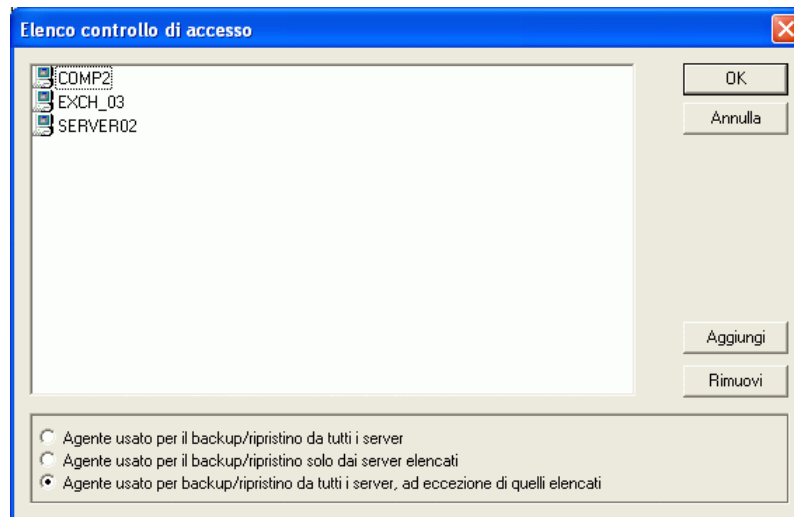 Elenco controllo di accesso
COMP2
EXCH_03
SERVER02
OK
Annulla
Aggiungi
Rimuovi
Agente usato per il backup/ripristino da tutti i server
Agente usato per il backup/ripristino solo dai server elencati
Agente usato per backup/ripristino da tutti i server, ad eccezione di quelli elencati